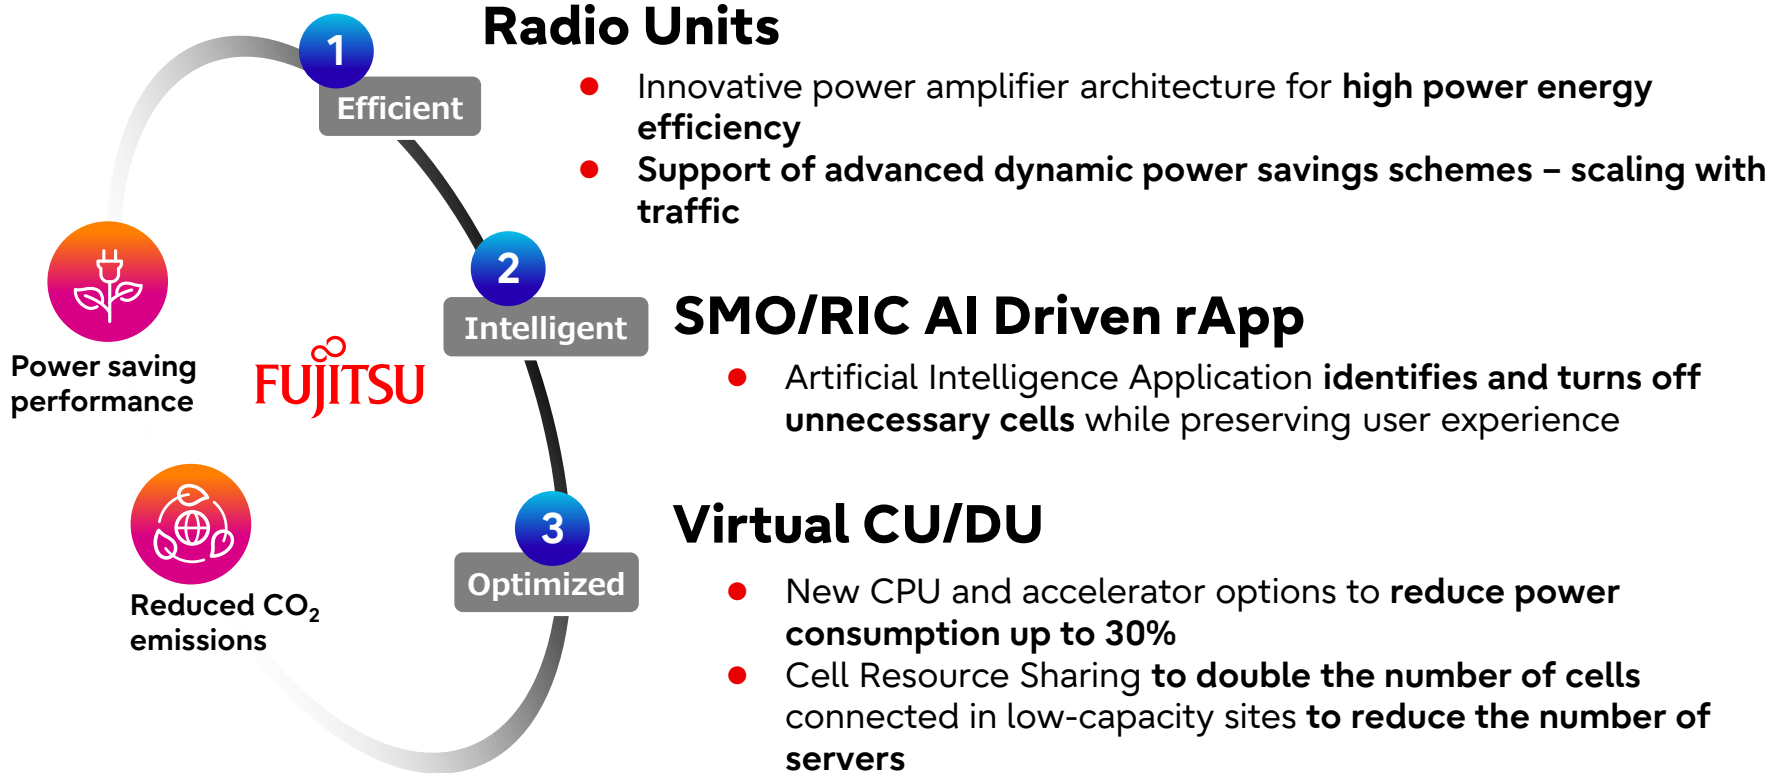 1
Efficient
Radio Units
● Innovative power amplifier architecture for high power energy
efficiency
● Support of advanced dynamic power savings schemes – scaling with
traffic
2
Intelligent
SMO/RIC AI Driven rApp
● Artificial Intelligence Application identifies and turns off
unnecessary cells while preserving user experience
Power saving
performance
FUJITSU
3
Optimized
Virtual CU/DU
● New CPU and accelerator options to reduce power
consumption up to 30%
● Cell Resource Sharing to double the number of cells
connected in low-capacity sites to reduce the number of
servers
Reduced CO₂
emissions